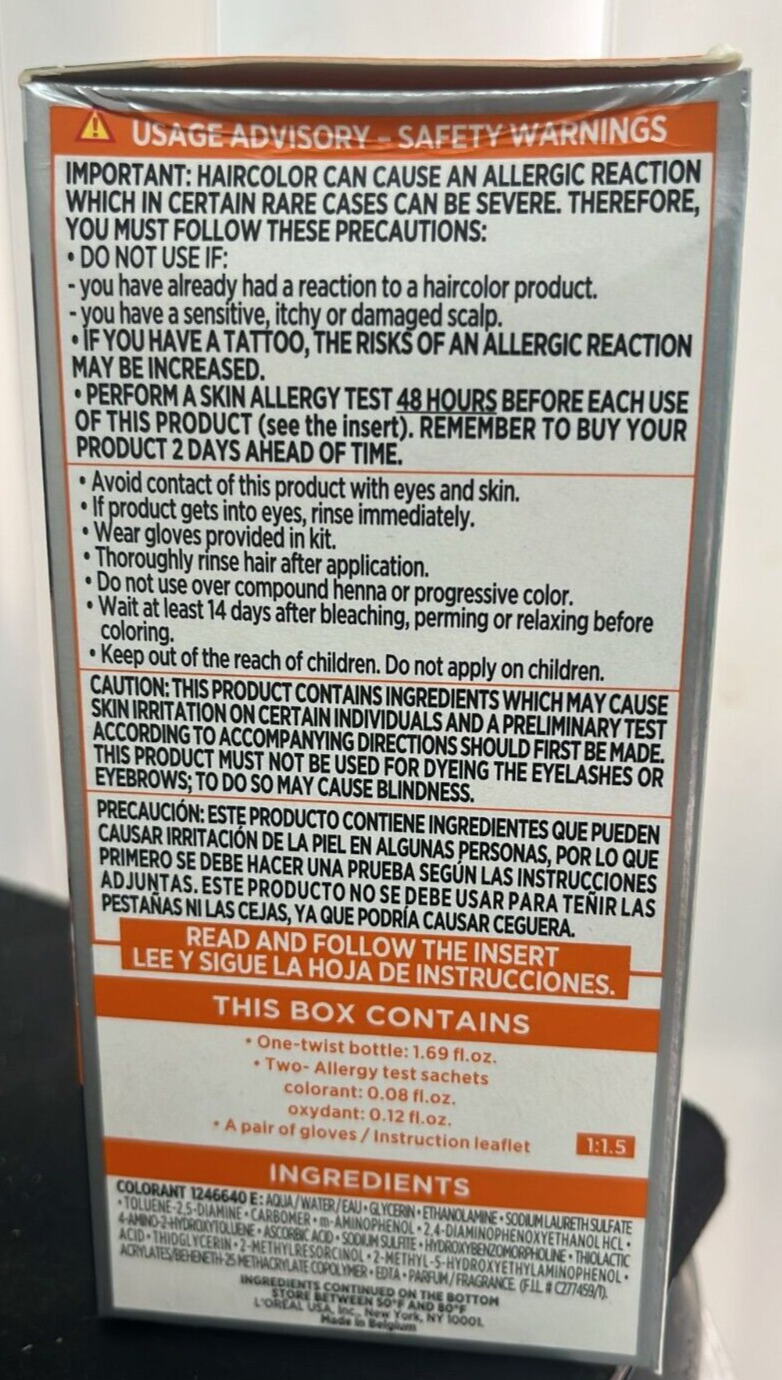 USAGE ADVISORY - SAFETY WARNINGS
IMPORTANT: HAIRCOLOR CAN CAUSE AN ALLERGIC REACTION
WHICH IN CERTAIN RARE CASES CAN BE SEVERE. THEREFORE,
YOU MUST FOLLOW THESE PRECAUTIONS:
• DO NOT USE IF:
- you have already had a reaction to a haircolor product.
- you have a sensitive, itchy or damaged scalp.
• IF YOU HAVE A TATTOO, THE RISKS OF AN ALLERGIC REACTION
MAY BE INCREASED.
• PERFORM A SKIN ALLERGY TEST 48 HOURS BEFORE EACH USE
OF THIS PRODUCT (see the insert). REMEMBER TO BUY YOUR
PRODUCT 2 DAYS AHEAD OF TIME.
• Avoid contact of this product with eyes and skin.
• If product gets into eyes, rinse immediately.
• Wear gloves provided in kit.
• Thoroughly rinse hair after application.
• Do not use over compound henna or progressive color.
• Wait at least 14 days after bleaching, perming or relaxing before
coloring.
• Keep out of the reach of children. Do not apply on children.
CAUTION: THIS PRODUCT CONTAINS INGREDIENTS WHICH MAY CAUSE
SKIN IRRITATION ON CERTAIN INDIVIDUALS AND A PRELIMINARY TEST
ACCORDING TO ACCOMPANYING DIRECTIONS SHOULD FIRST BE MADE.
THIS PRODUCT MUST NOT BE USED FOR DYEING THE EYELASHES OR
EYEBROWS; TO DO SO MAY CAUSE BLINDNESS.
PRECAUCIÓN: ESTE PRODUCTO CONTIENE INGREDIENTES QUE PUEDEN
CAUSAR IRRITACIÓN DE LA PIEL EN ALGUNAS PERSONAS, POR LO QUE
PRIMERO SE DEBE HACER UNA PRUEBA SEGÚN LAS INSTRUCCIONES
ADJUNTAS. ESTE PRODUCTO NO SE DEBE USAR PARA TEÑIR LAS
PESTAÑAS NI LAS CEJAS, YA QUE PODRÍA CAUSAR CEGUERA.
READ AND FOLLOW THE INSERT
LEE Y SIGUE LA HOJA DE INSTRUCCIONES.
THIS BOX CONTAINS
• One-twist bottle: 1.69 fl.oz.
• Two- Allergy test sachets
colorant: 0.08 fl.oz.
oxydant: 0.12 fl.oz.
• A pair of gloves / Instruction leaflet
1:1.5
INGREDIENTS
COLORANT 1246640 E: AQUA/WATER/EAU • GLYCERIN • ETHANOLAMINE • SODIUM LAURETH SULFATE
• TOLUENE-2,5-DIAMINE • CARBOMER • m-AMINOPHENOL • 2,4-DIAMINOPHENOXYETHANOL HCL •
4-AMINO-2-HYDROXYTOLUENE • ASCORBIC ACID • SODIUM SULFITE • HYDROXYBENZOMORPHOLINE • THIOLACTIC
ACID • THIOGLYCERIN • 2-METHYLRESORCINOL • 2-METHYL-5-HYDROXYETHYLAMINOPHENOL •
ACRYLATES/BEHENETH-25 METHACRYLATE COPOLYMER • EDTA • PARFUM/FRAGRANCE. (F.I.L. # C277459/1).
INGREDIENTS CONTINUED ON THE BOTTOM
STORE BETWEEN 50°F AND 80°F
L'ORÉAL USA, Inc., New York, NY 10001.
Made in Belgium